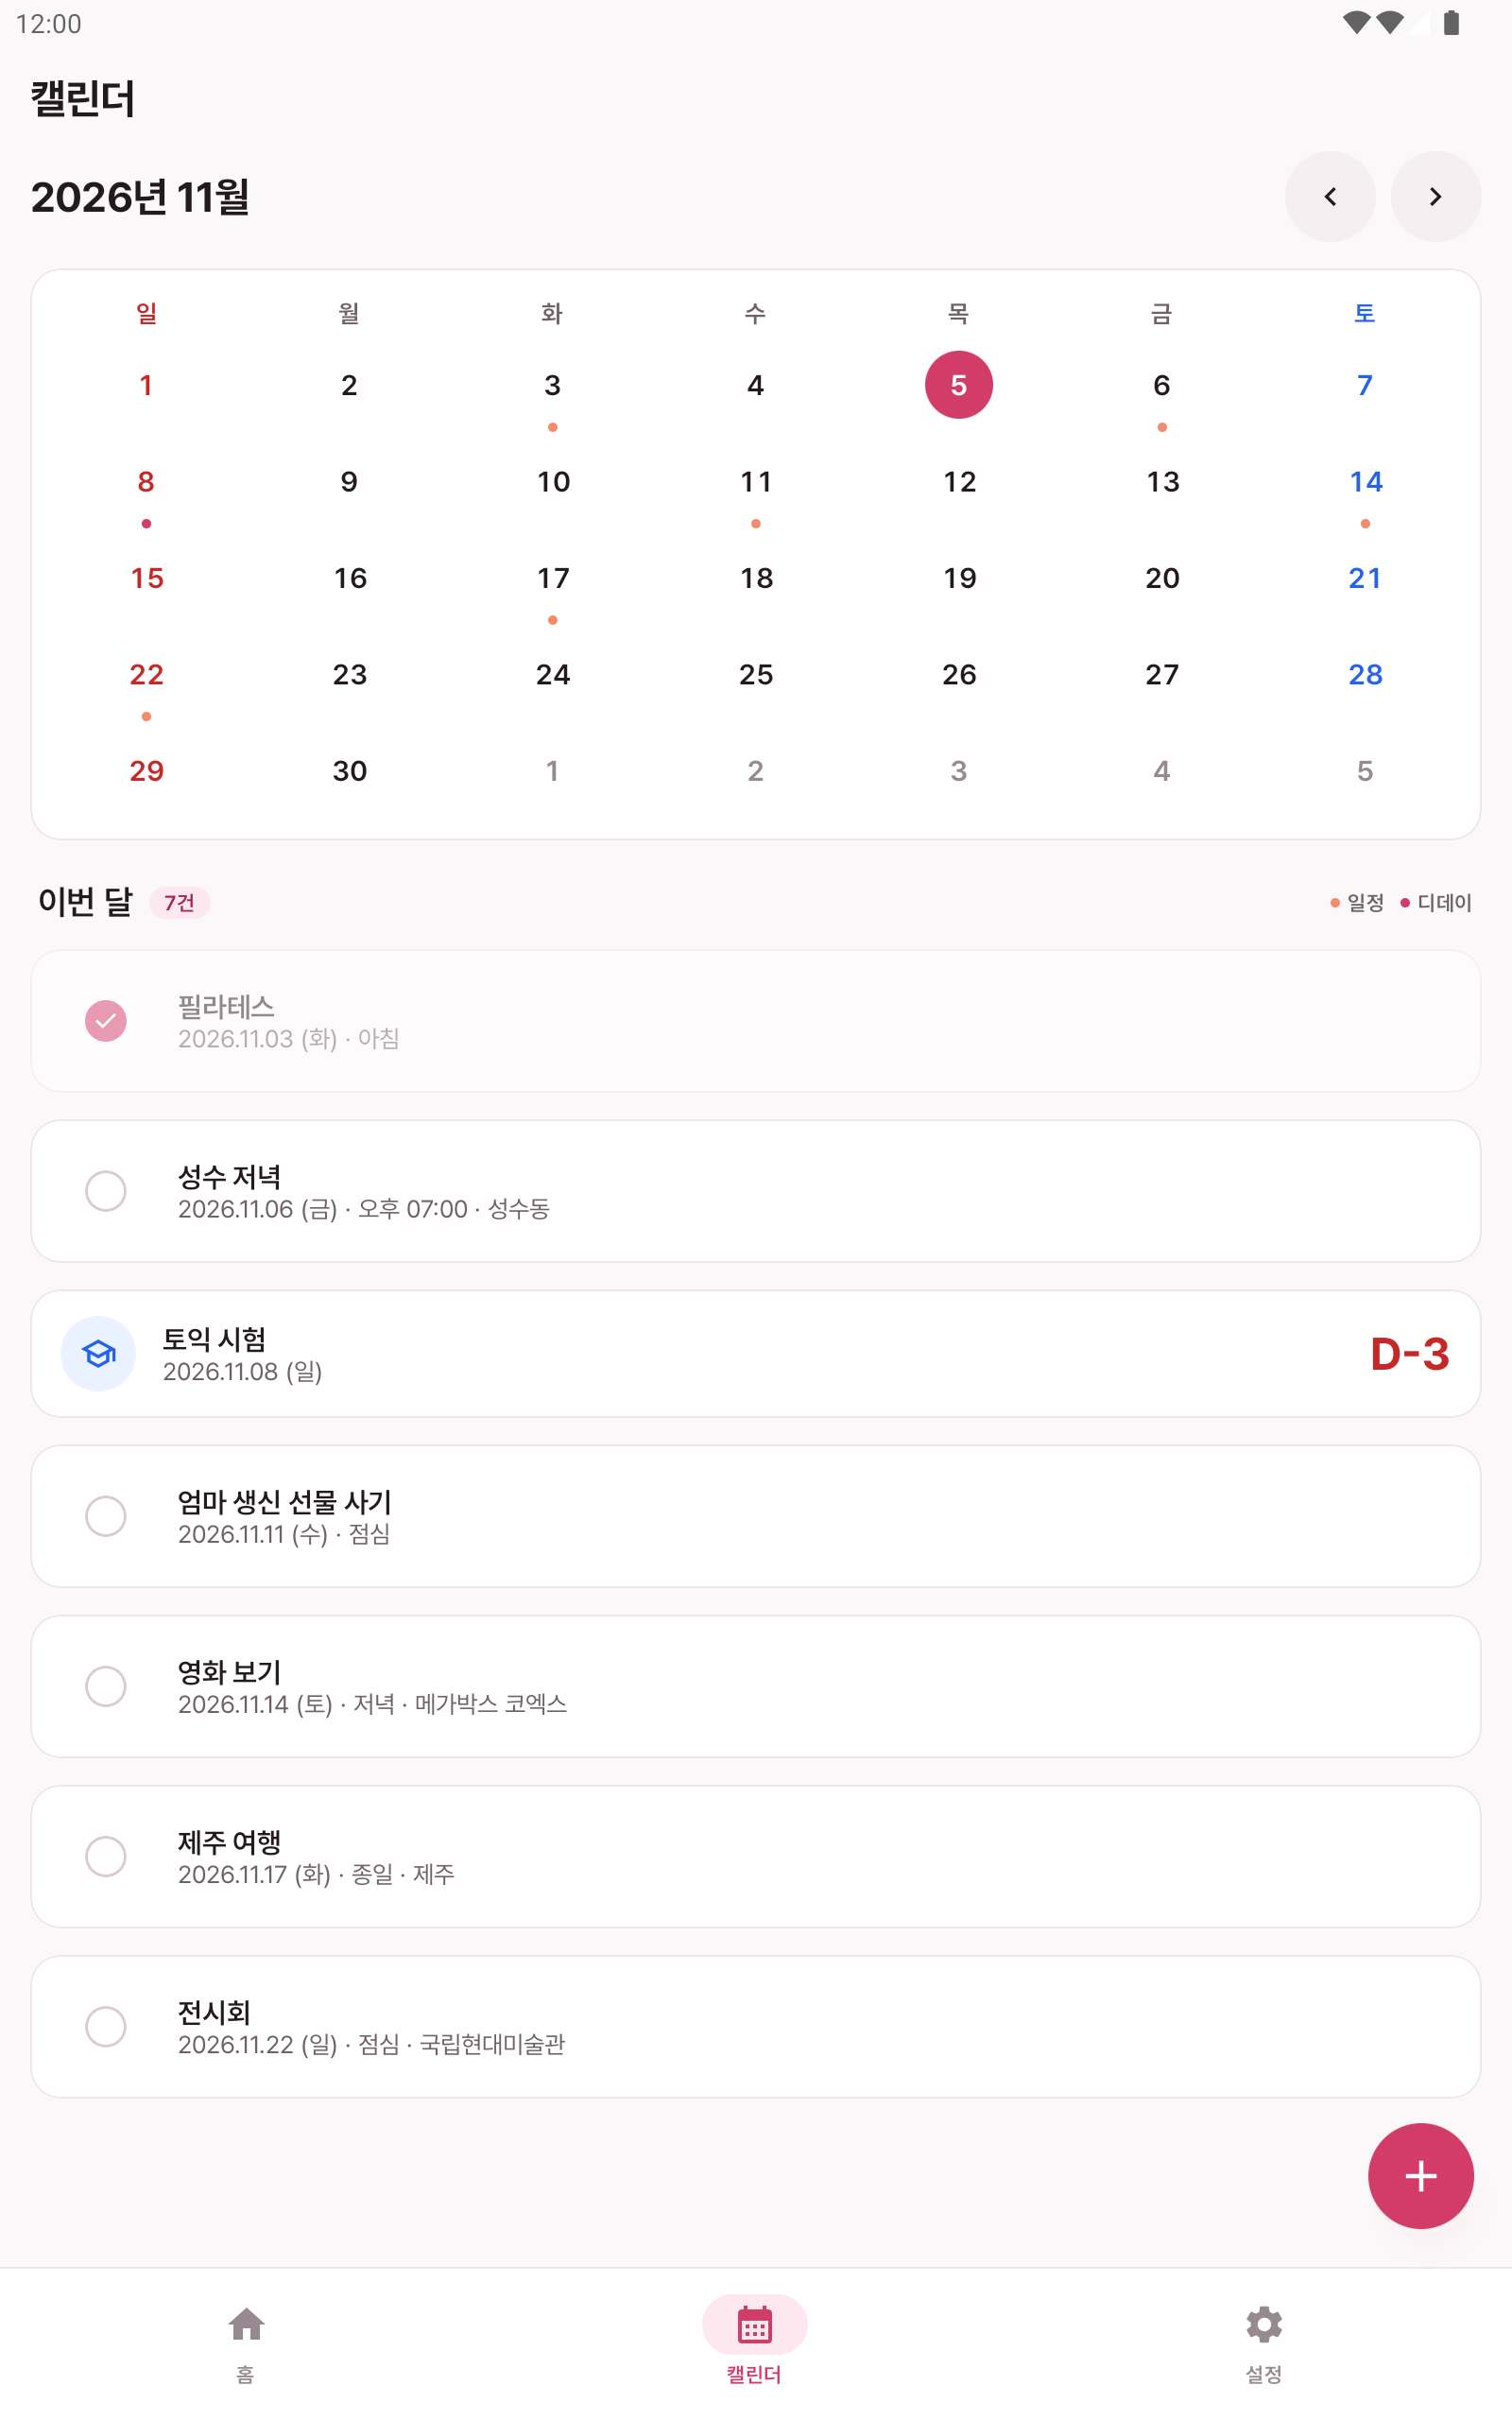 12:00
캘린더
2026년 11월
일 월 화 수 목 금 토
1 2 3 4 5 6 7
8 9 10 11 12 13 14
15 16 17 18 19 20 21
22 23 24 25 26 27 28
29 30 1 2 3 4 5
이번 달 7건 일정 디데이
필라테스
2026.11.03 (화) · 아침
성수 저녁
2026.11.06 (금) · 오후 07:00 · 성수동
토익 시험
2026.11.08 (일)
D-3
엄마 생신 선물 사기
2026.11.11 (수) · 점심
영화 보기
2026.11.14 (토) · 저녁 · 메가박스 코엑스
제주 여행
2026.11.17 (화) · 종일 · 제주
전시회
2026.11.22 (일) · 점심 · 국립현대미술관
홈 캘린더 설정